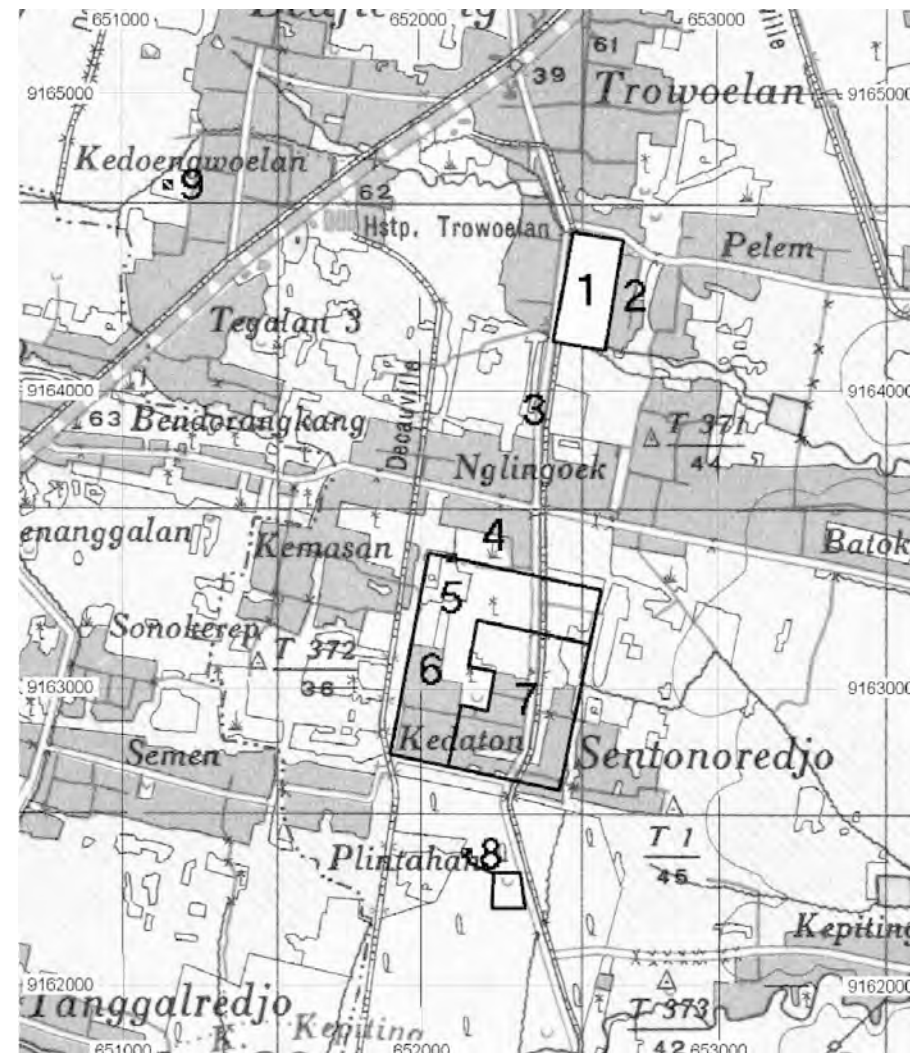 651000
652000
653000
61
39
Trowoelan
9165000
9165000
Kedoengwoelan
9
62
Hstp. Trowoelan
Pelem
1
2
Tegalan 3
9164000
9164000
Decauville
3
63
Bendorangkang
T 371
44
Nglingoek
enanggalan
Kemasan
4
Batok
5
Sonokerep
T 372
36
6
7
9163000
9163000
Kedaton
Sentonoredjo
Semen
Plintahan
8
T 1
45
Kepiting
9162000
9162000
Tanggalredjo
Kepiting
T 373
42
651000
652000
653000